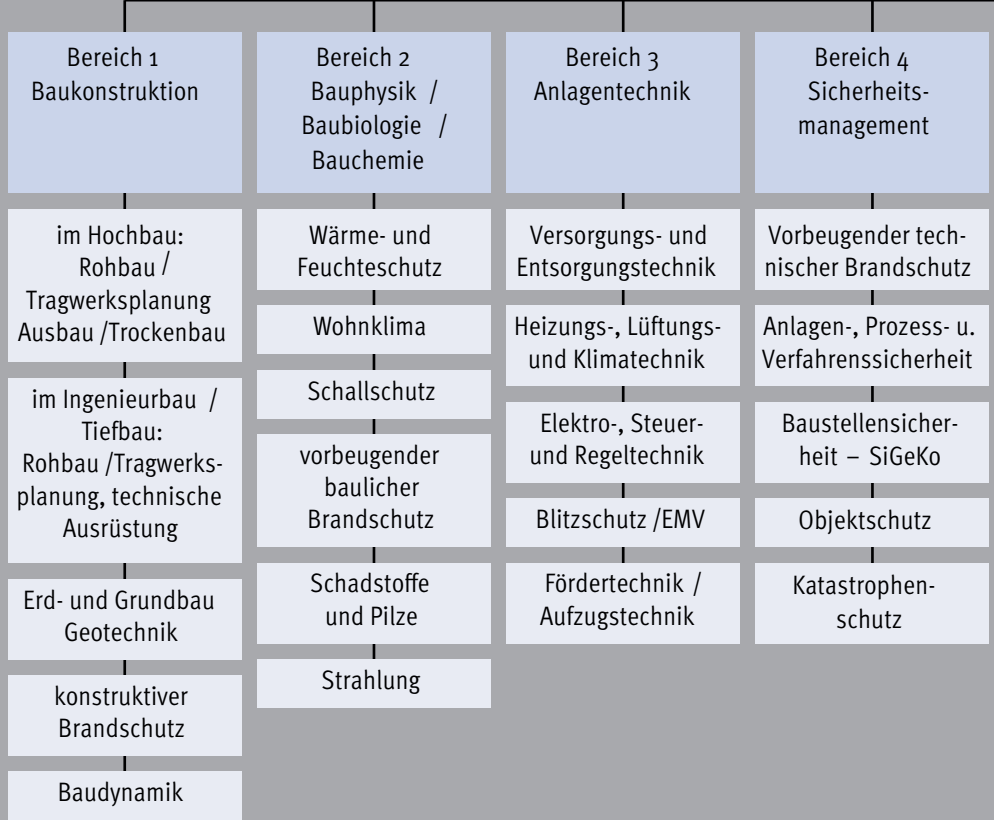 Bereich 1
Baukonstruktion
im Hochbau:
Rohbau /
Tragwerksplanung
Ausbau /Trockenbau
im Ingenieurbau /
Tiefbau:
Rohbau /Tragwerks-
planung, technische
Ausrüstung
Erd- und Grundbau
Geotechnik
konstruktiver
Brandschutz
Baudynamik
Bereich 2
Bauphysik /
Baubiologie /
Bauchemie
Wärme- und
Feuchteschutz
Wohnklima
Schallschutz
vorbeugender
baulicher
Brandschutz
Schadstoffe
und Pilze
Strahlung
Bereich 3
Anlagentechnik
Versorgungs- und
Entsorgungstechnik
Heizungs-, Lüftungs-
und Klimatechnik
Elektro-, Steuer-
und Regeltechnik
Blitzschutz /EMV
Fördertechnik /
Aufzugstechnik
Bereich 4
Sicherheits-
management
Vorbeugender tech-
nischer Brandschutz
Anlagen-, Prozess- u.
Verfahrenssicherheit
Baustellensicher-
heit – SiGeKo
Objektschutz
Katastrophen-
schutz